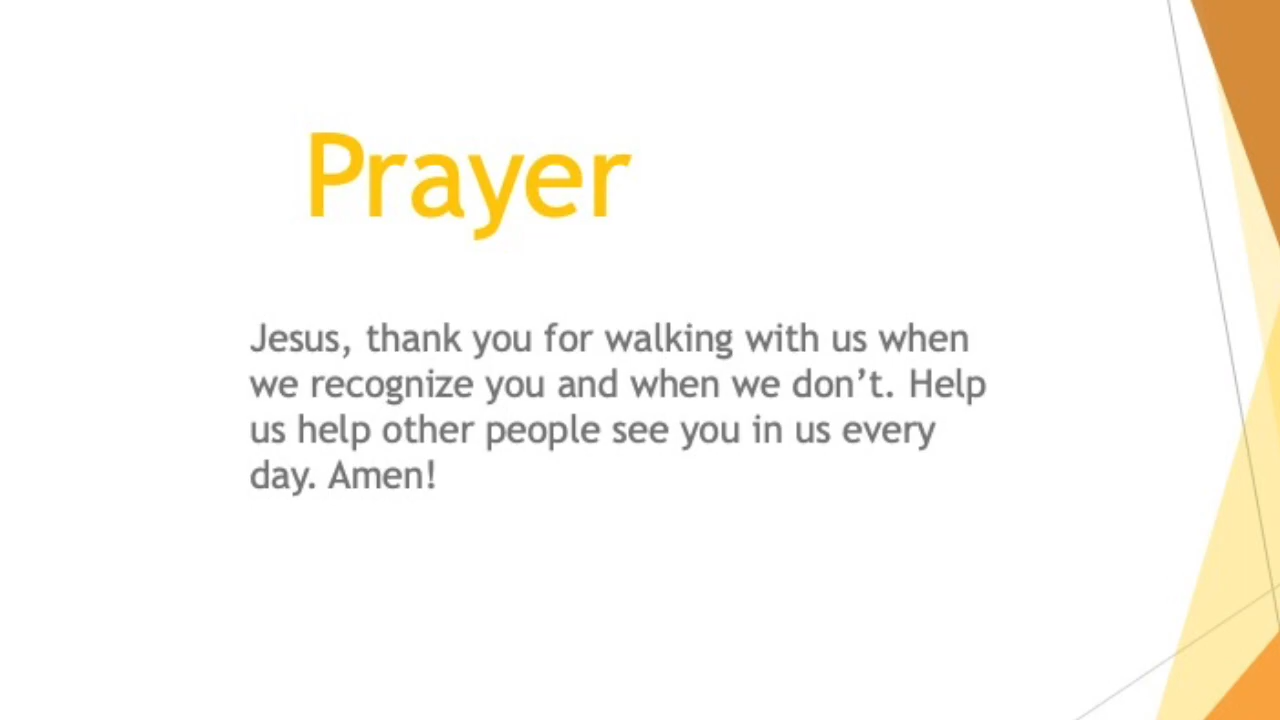 Prayer
Jesus, thank you for walking with us when
we recognize you and when we don’t. Help
us help other people see you in us every
day. Amen!